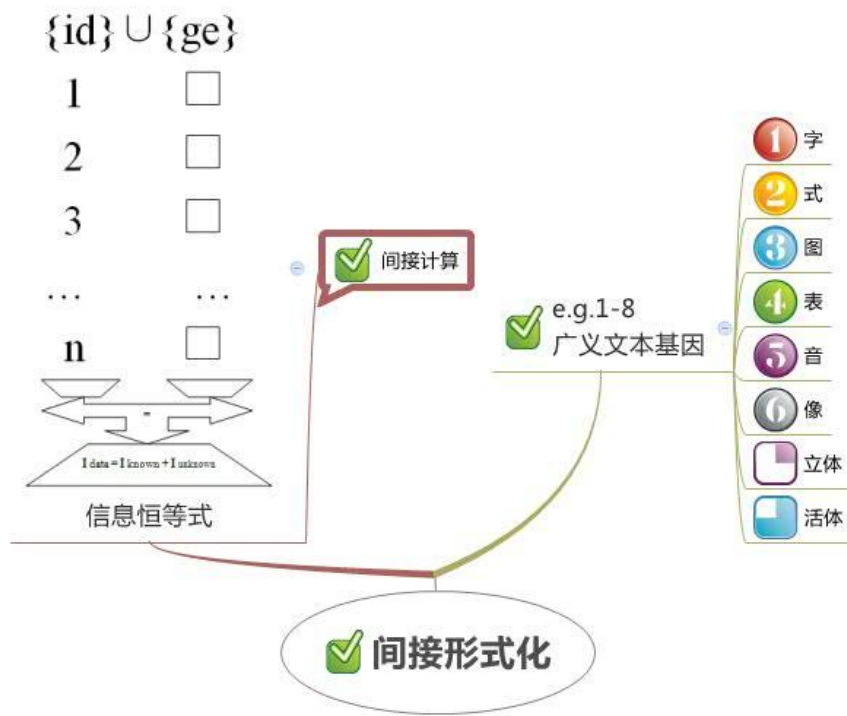 {id}∪{ge}
1 □
2 □
3 □
… …
n □
=
I data = I known + I unknown
信息恒等式
间接计算
e.g.1-8
广义文本基因
1 字
2 式
3 图
4 表
5 音
6 像
立体
活体
间接形式化